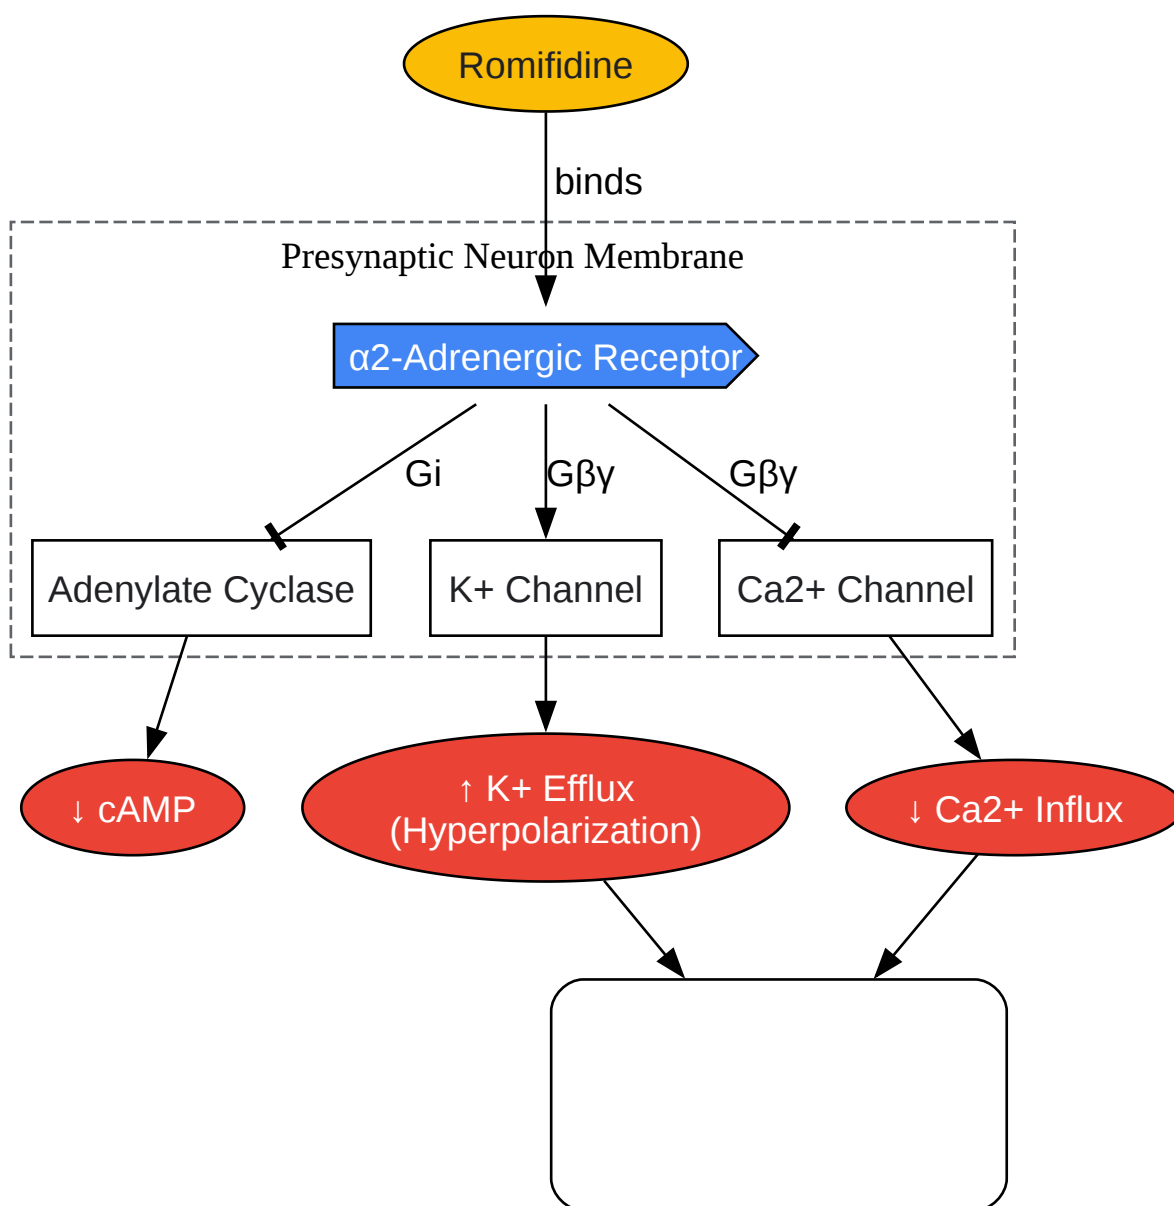 Romifidine
binds
Presynaptic Neuron Membrane
α2-Adrenergic Receptor
Gi
Gβγ
Gβγ
Adenylate Cyclase
K+ Channel
Ca2+ Channel
↓ cAMP
↑ K+ Efflux
(Hyperpolarization)
↓ Ca2+ Influx